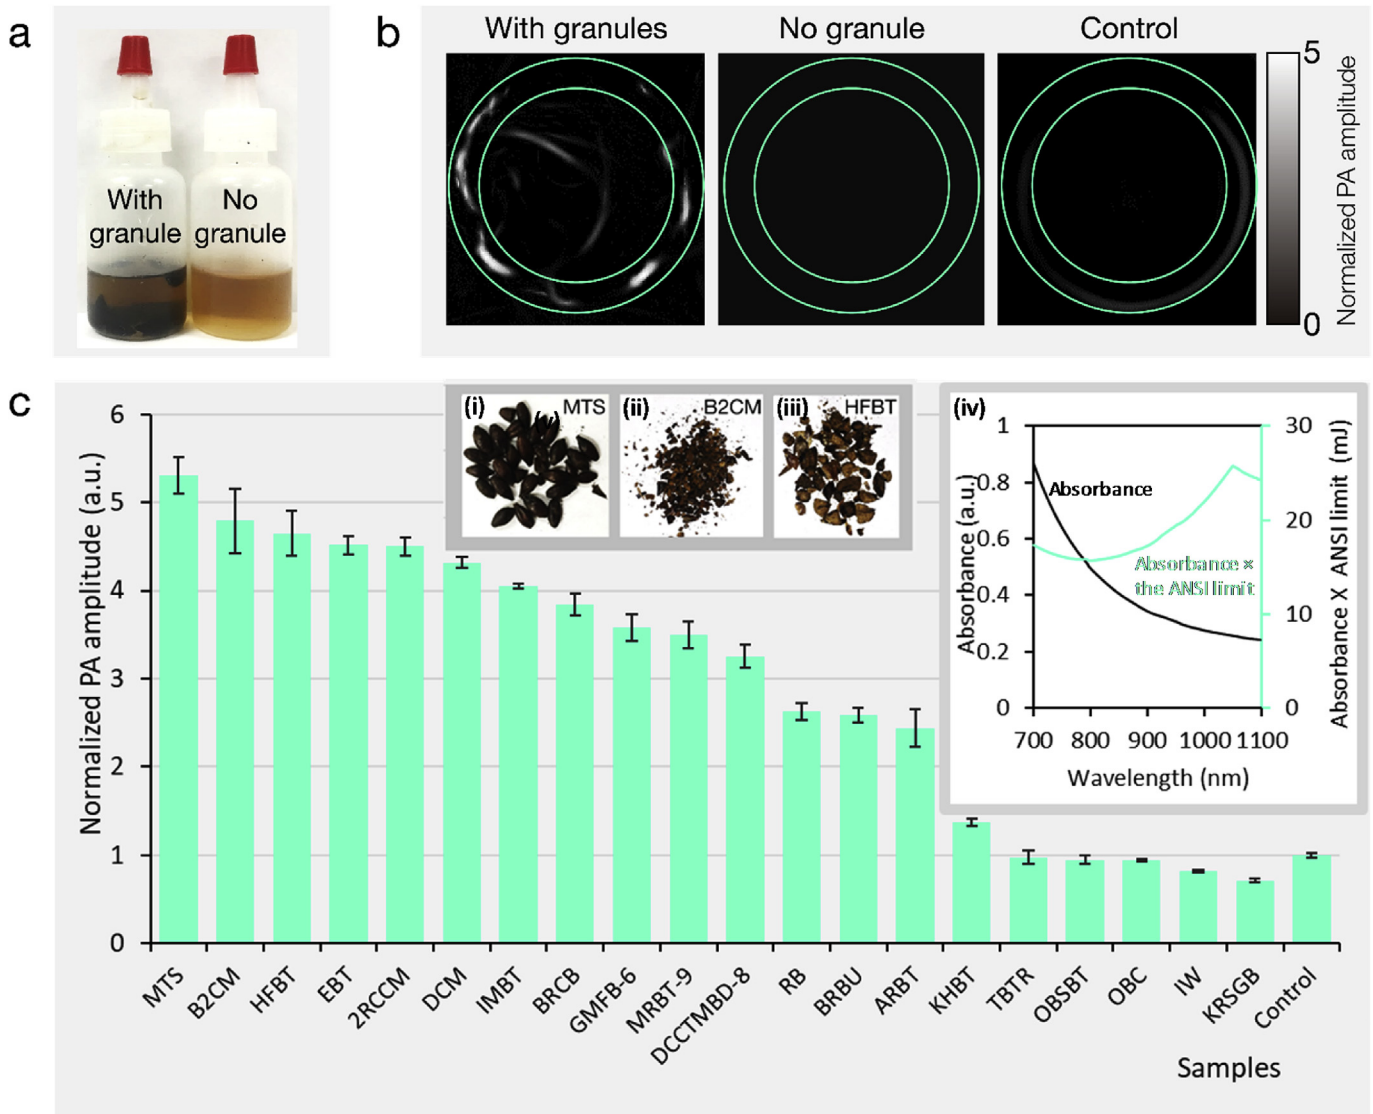 a
With
granule
No
granule
b
With granules
No granule
Control
5
0
Normalized PA amplitude
c
Normalized PA amplitude (a.u.)
6
5
4
3
2
1
0
(i)
MTS
(ii)
B2CM
(iii)
HFBT
(iv)
Absorbance (a.u.)
1
0.8
0.6
0.4
0.2
0
Absorbance
Absorbance ×
the ANSI limit
30
20
10
0
Absorbance X ANSI limit (mJ)
700 800 900 1000 1100
Wavelength (nm)
MTS
B2CM
HFBT
EBT
2RCCM
DCM
IMBT
BRCB
GMFB-6
MRBT-9
DCCTMBD-8
RB
BRBU
ARBT
KHBT
TBTR
OBSBT
OBC
IW
KRSGB
Control
Samples